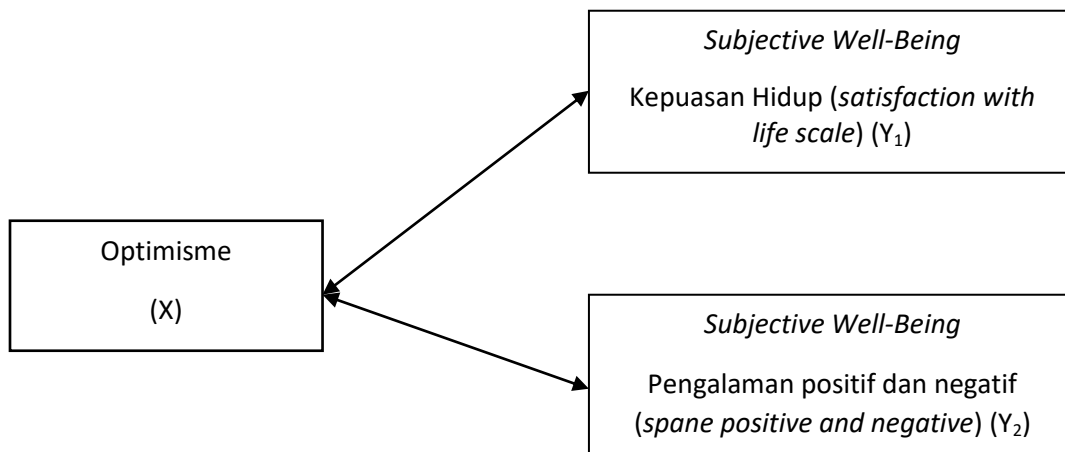 Subjective Well-Being
Kepuasan Hidup (satisfaction with
life scale) (Y₁)
Optimisme
(X)
Subjective Well-Being
Pengalaman positif dan negatif
(spane positive and negative) (Y₂)